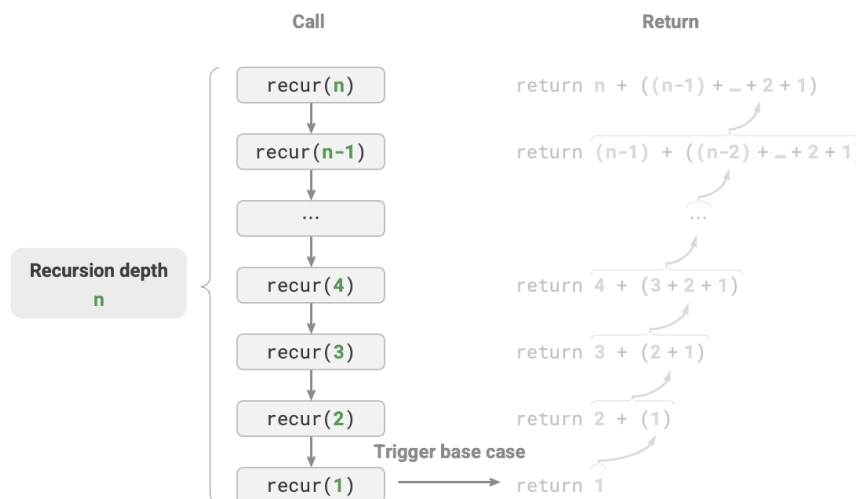 Call
Return
recur(n)
return n + ((n-1) + … + 2 + 1)
recur(n-1)
return (n-1) + ((n-2) + … + 2 + 1)
...
...
Recursion depth
n
recur(4)
return 4 + (3 + 2 + 1)
recur(3)
return 3 + (2 + 1)
recur(2)
return 2 + (1)
Trigger base case
recur(1)
return 1